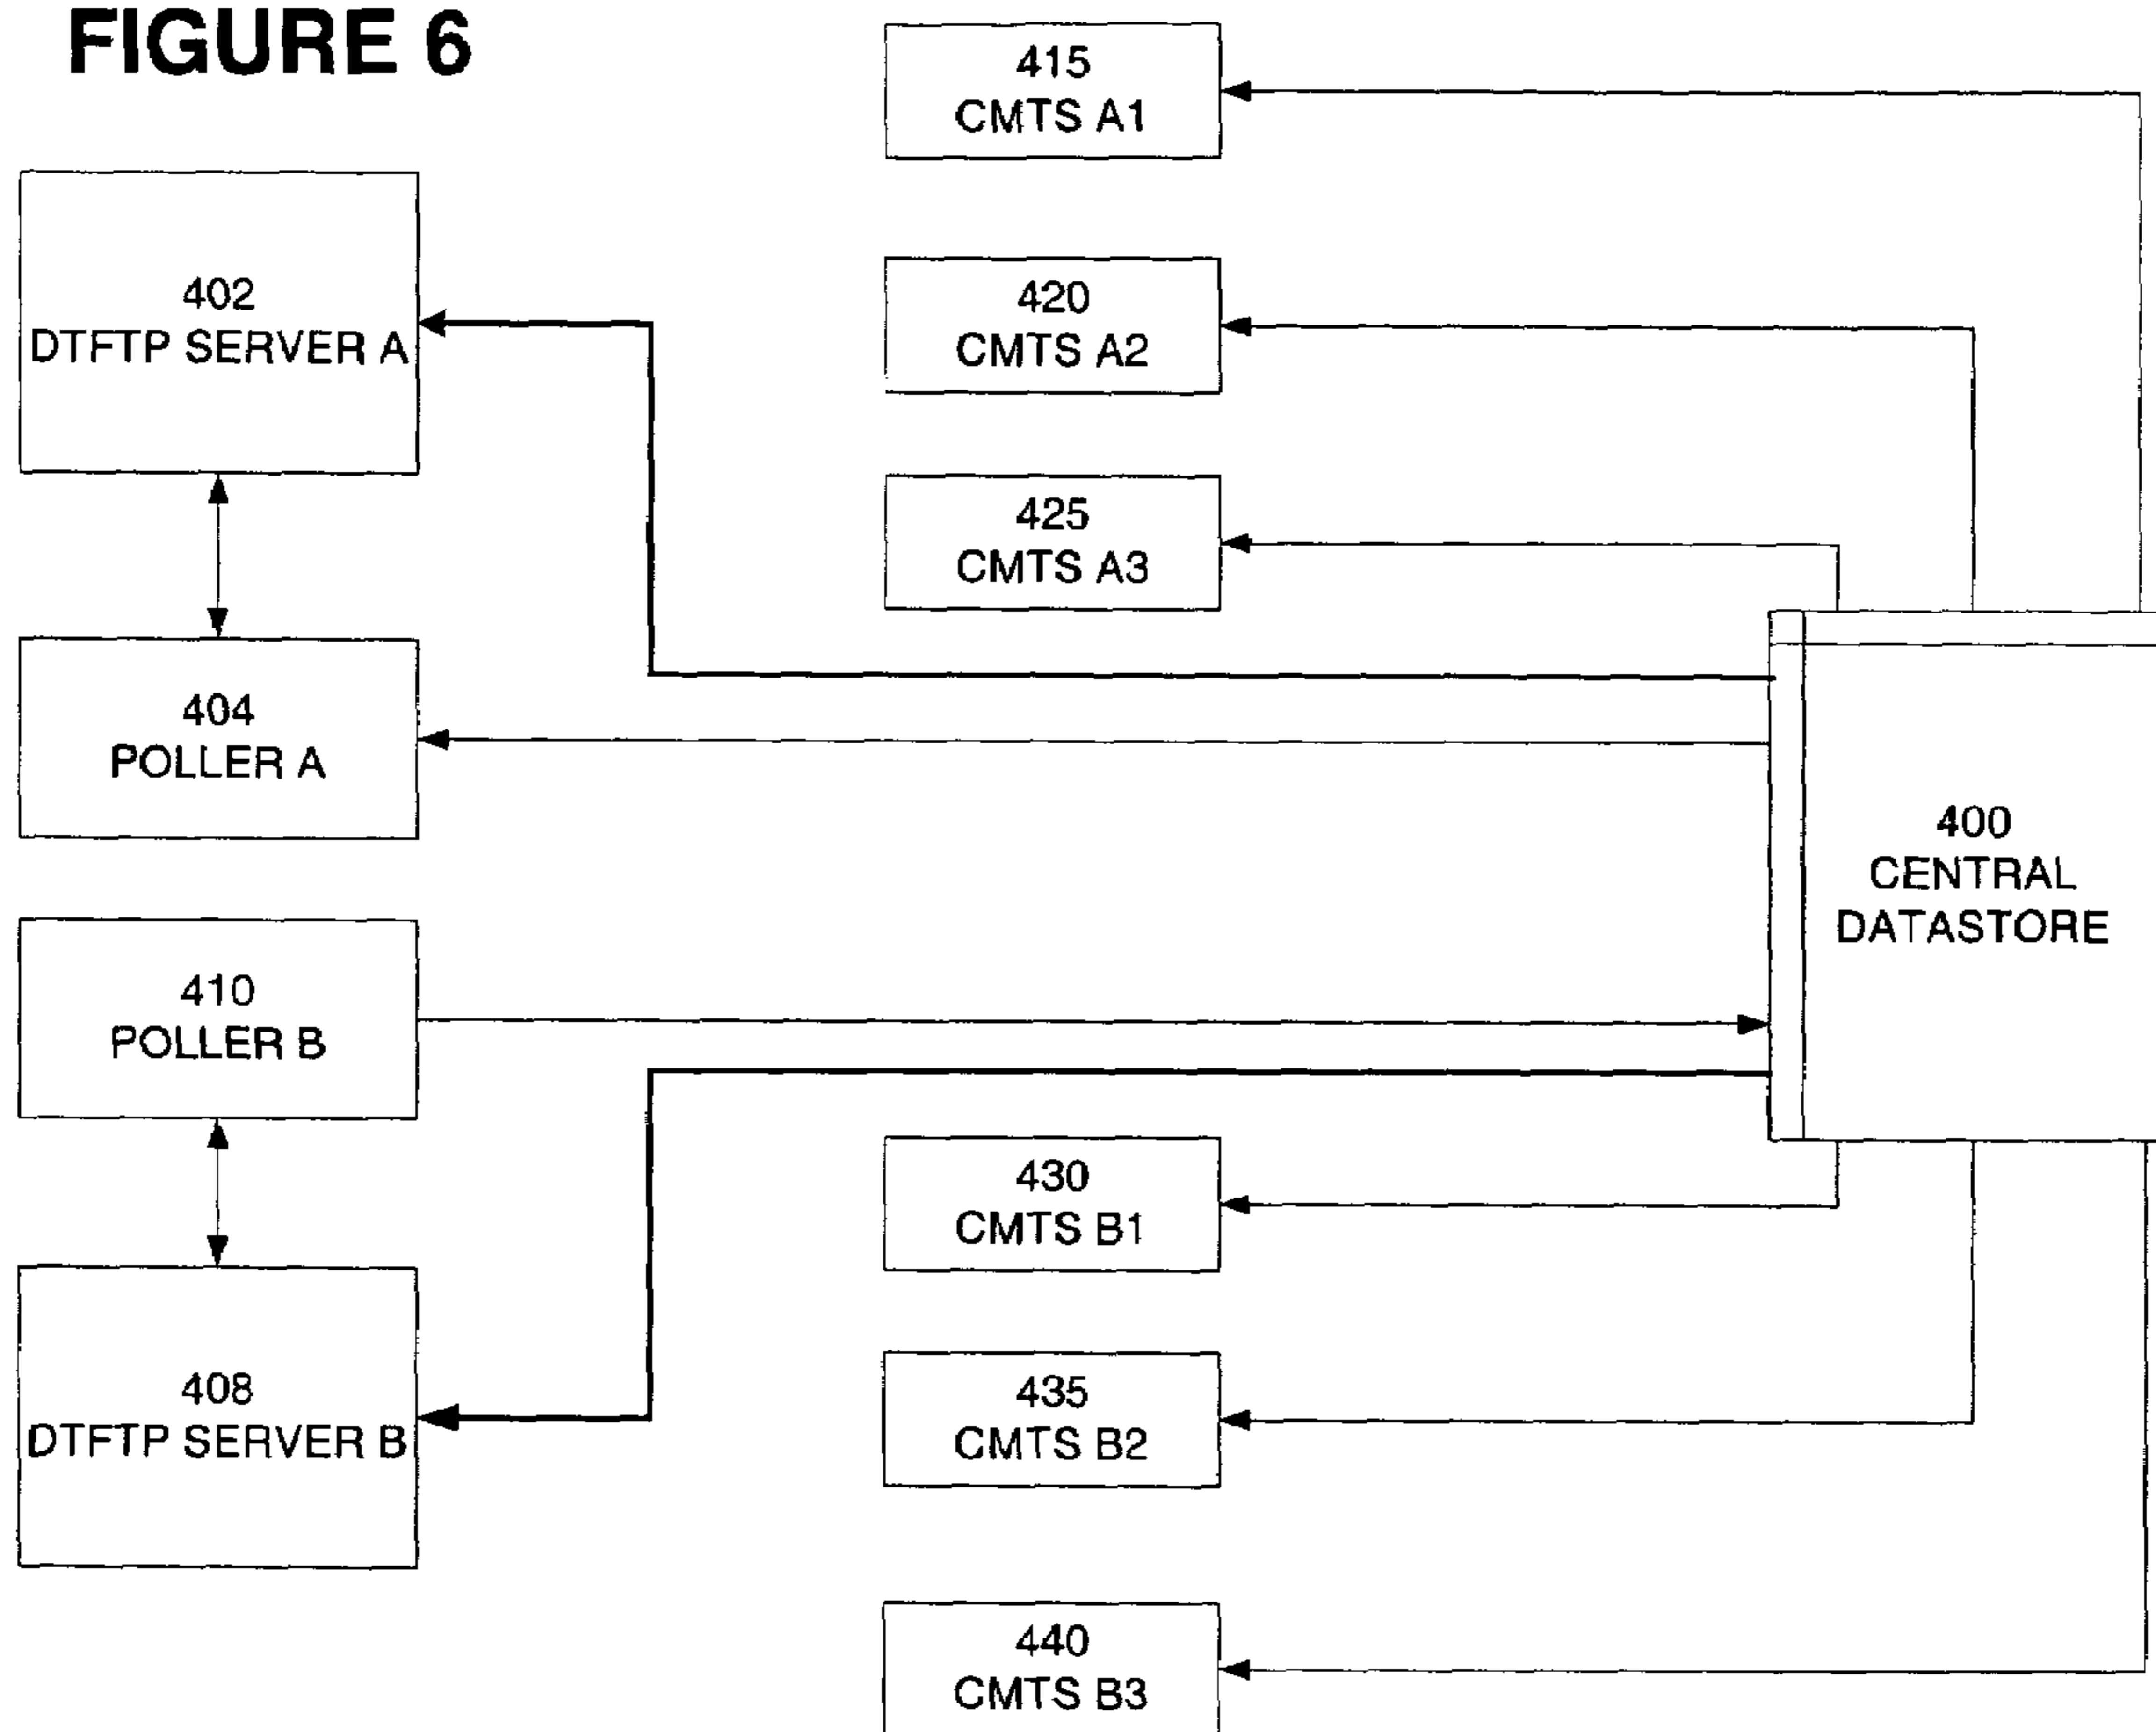 FIGURE 6
415
CMTS A1
402
DTFTP SERVER A
420
CMTS A2
425
CMTS A3
404
POLLER A
400
CENTRAL
DATASTORE
410
POLLER B
430
CMTS B1
408
DTFTP SERVER B
435
CMTS B2
440
CMTS B3